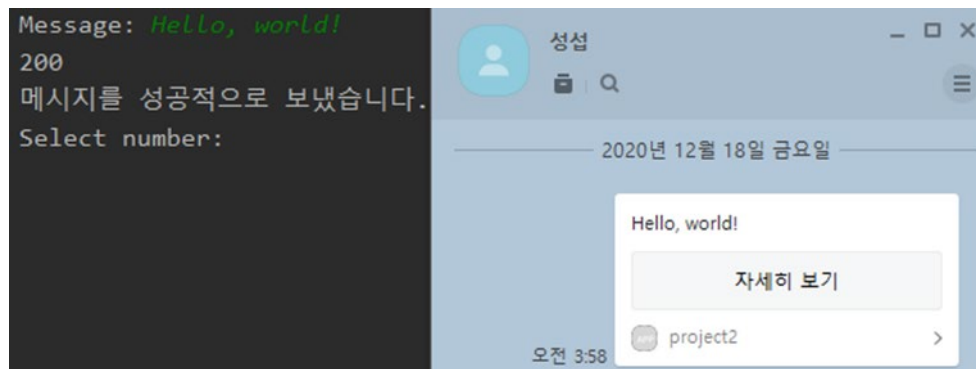 Message: Hello, world!
200
메시지를 성공적으로 보냈습니다.
Select number:
성섭
2020년 12월 18일 금요일
Hello, world!
자세히 보기
project2
오전 3:58